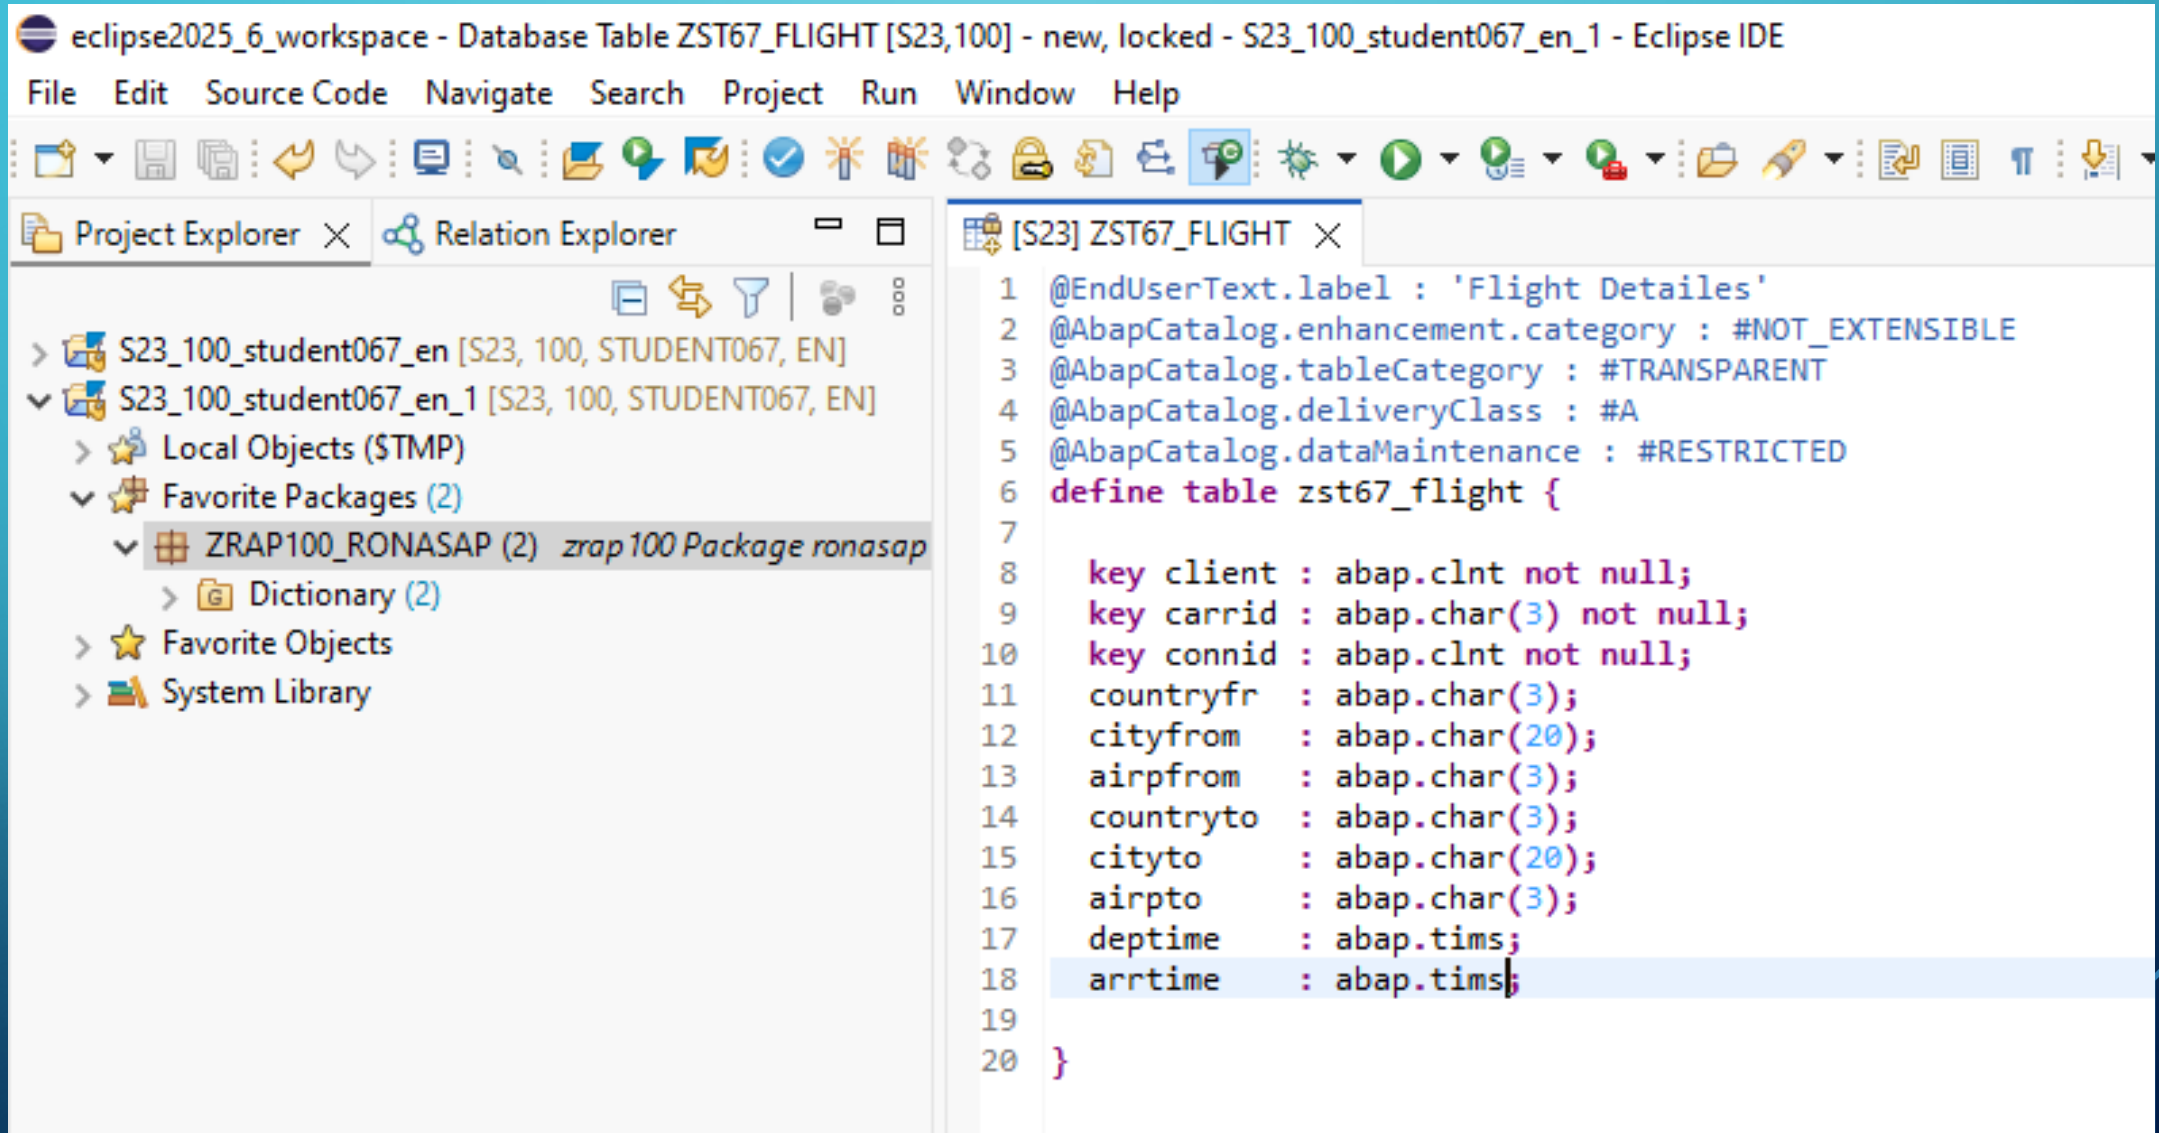 eclipse2025_6_workspace - Database Table ZST67_FLIGHT [S23,100] - new, locked - S23_100_student067_en_1 - Eclipse IDE
File Edit Source Code Navigate Search Project Run Window Help
Project Explorer Relation Explorer
S23_100_student067_en [S23, 100, STUDENT067, EN]
S23_100_student067_en_1 [S23, 100, STUDENT067, EN]
Local Objects ($TMP)
Favorite Packages (2)
ZRAP100_RONASAP (2) zrap100 Package ronasap
Dictionary (2)
Favorite Objects
System Library
[S23] ZST67_FLIGHT
1 @EndUserText.label : 'Flight Detailes'
2 @AbapCatalog.enhancement.category : #NOT_EXTENSIBLE
3 @AbapCatalog.tableCategory : #TRANSPARENT
4 @AbapCatalog.deliveryClass : #A
5 @AbapCatalog.dataMaintenance : #RESTRICTED
6 define table zst67_flight {
7
8 key client : abap.clnt not null;
9 key carrid : abap.char(3) not null;
10 key connid : abap.clnt not null;
11 countryfr : abap.char(3);
12 cityfrom : abap.char(20);
13 airpfrom : abap.char(3);
14 countryto : abap.char(3);
15 cityto : abap.char(20);
16 airpto : abap.char(3);
17 deptime : abap.tims;
18 arrtime : abap.tims;
19
20 }